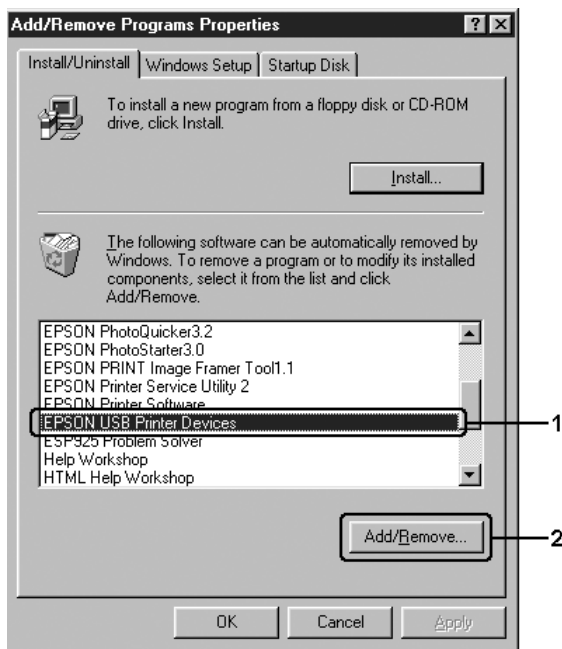 Add/Remove Programs Properties
Install/Uninstall Windows Setup Startup Disk
To install a new program from a floppy disk or CD-ROM
drive, click Install.
Install...
The following software can be automatically removed by
Windows. To remove a program or to modify its installed
components, select it from the list and click
Add/Remove.
EPSON PhotoQuicker3.2
EPSON PhotoStarter3.0
EPSON PRINT Image Framer Tool1.1
EPSON Printer Service Utility 2
EPSON Printer Software
EPSON USB Printer Devices
1
ESP925 Problem Solver
Help Workshop
HTML Help Workshop
Add/Remove...
2
OK Cancel Apply